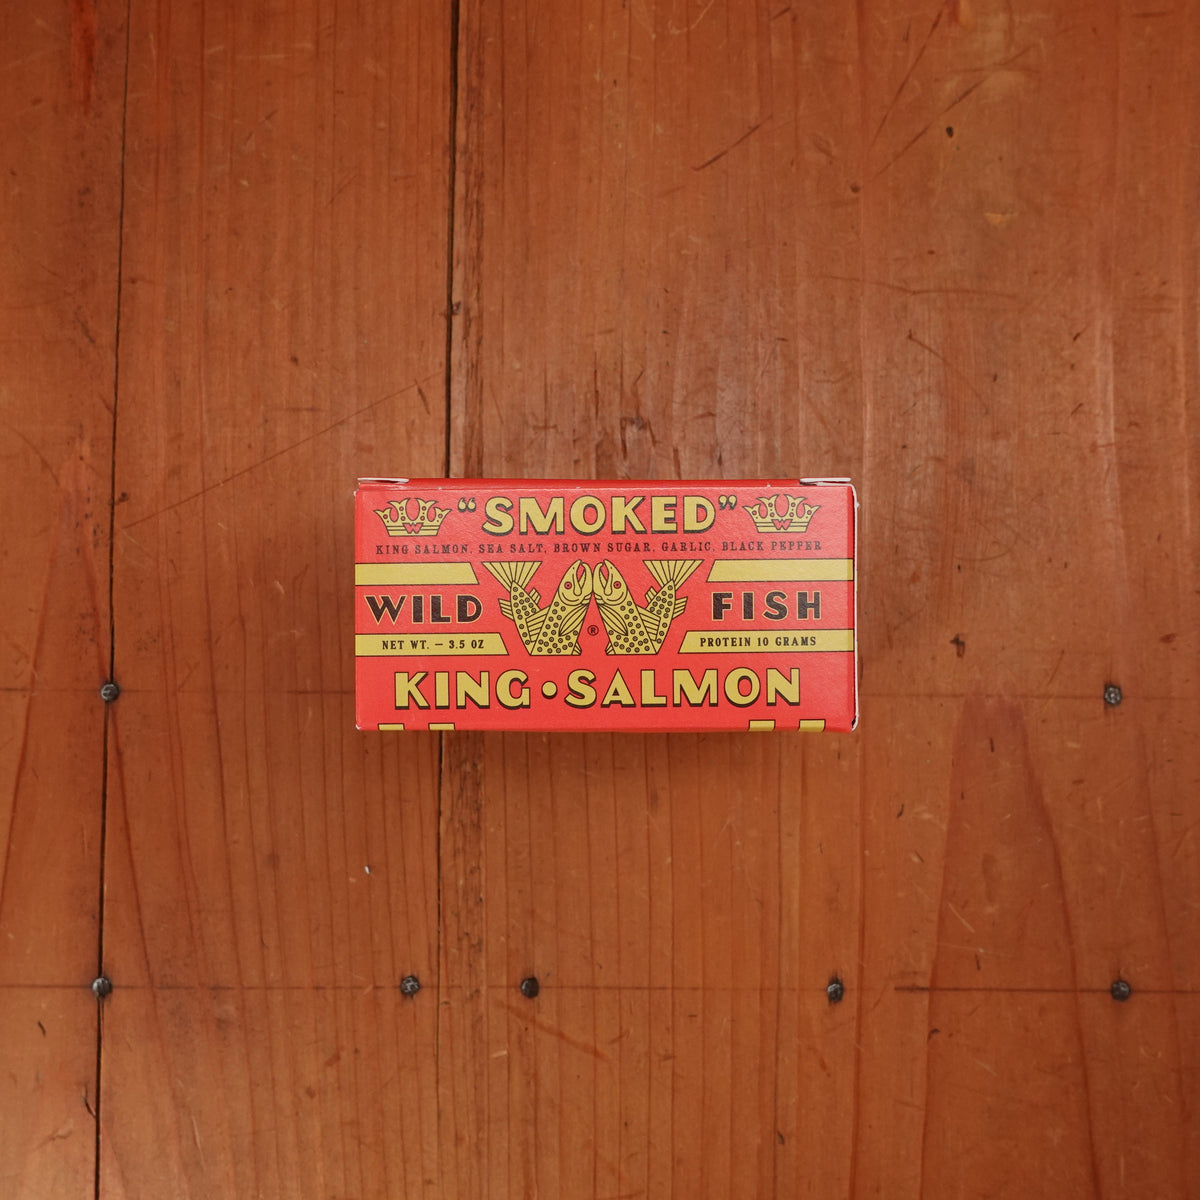 “SMOKED”
KING SALMON, SEA SALT, BROWN SUGAR, GARLIC, BLACK PEPPER
WILD FISH
®
NET WT. – 3.5 OZ PROTEIN 10 GRAMS
KING•SALMON